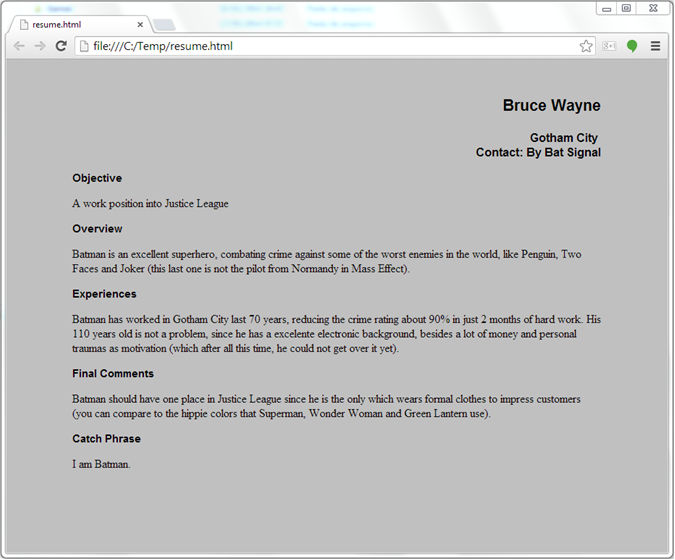 resume.html
file:///C:/Temp/resume.html
Bruce Wayne
Gotham City
Contact: By Bat Signal
Objective
A work position into Justice League
Overview
Batman is an excellent superhero, combating crime against some of the worst enemies in the world, like Penguin, Two
Faces and Joker (this last one is not the pilot from Normandy in Mass Effect).
Experiences
Batman has worked in Gotham City last 70 years, reducing the crime rating about 90% in just 2 months of hard work. His
110 years old is not a problem, since he has a excelente electronic background, besides a lot of money and personal
traumas as motivation (which after all this time, he could not get over it yet).
Final Comments
Batman should have one place in Justice League since he is the only which wears formal clothes to impress customers
(you can compare to the hippie colors that Superman, Wonder Woman and Green Lantern use).
Catch Phrase
I am Batman.